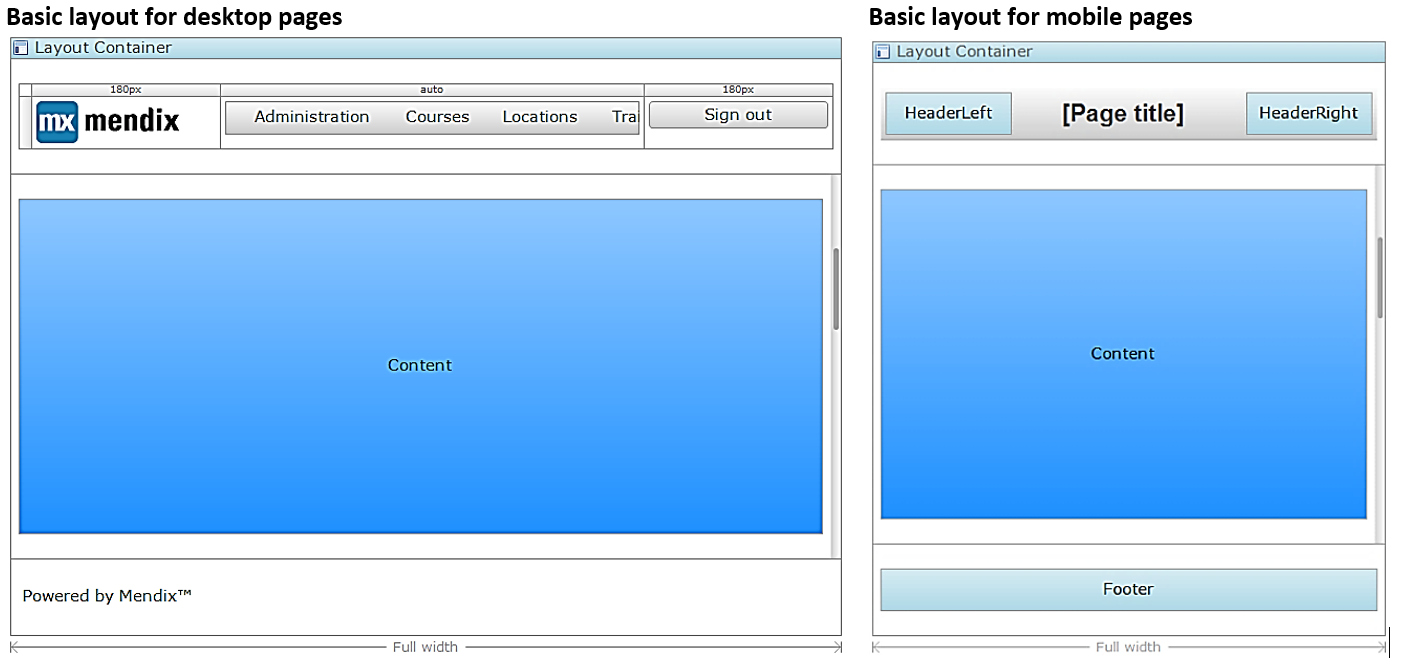 Basic layout for desktop pages
Layout Container
180px auto 180px
mx mendix Administration Courses Locations Trai Sign out
Content
Powered by Mendix™
Full width
Basic layout for mobile pages
Layout Container
HeaderLeft [Page title] HeaderRight
Content
Footer
Full width